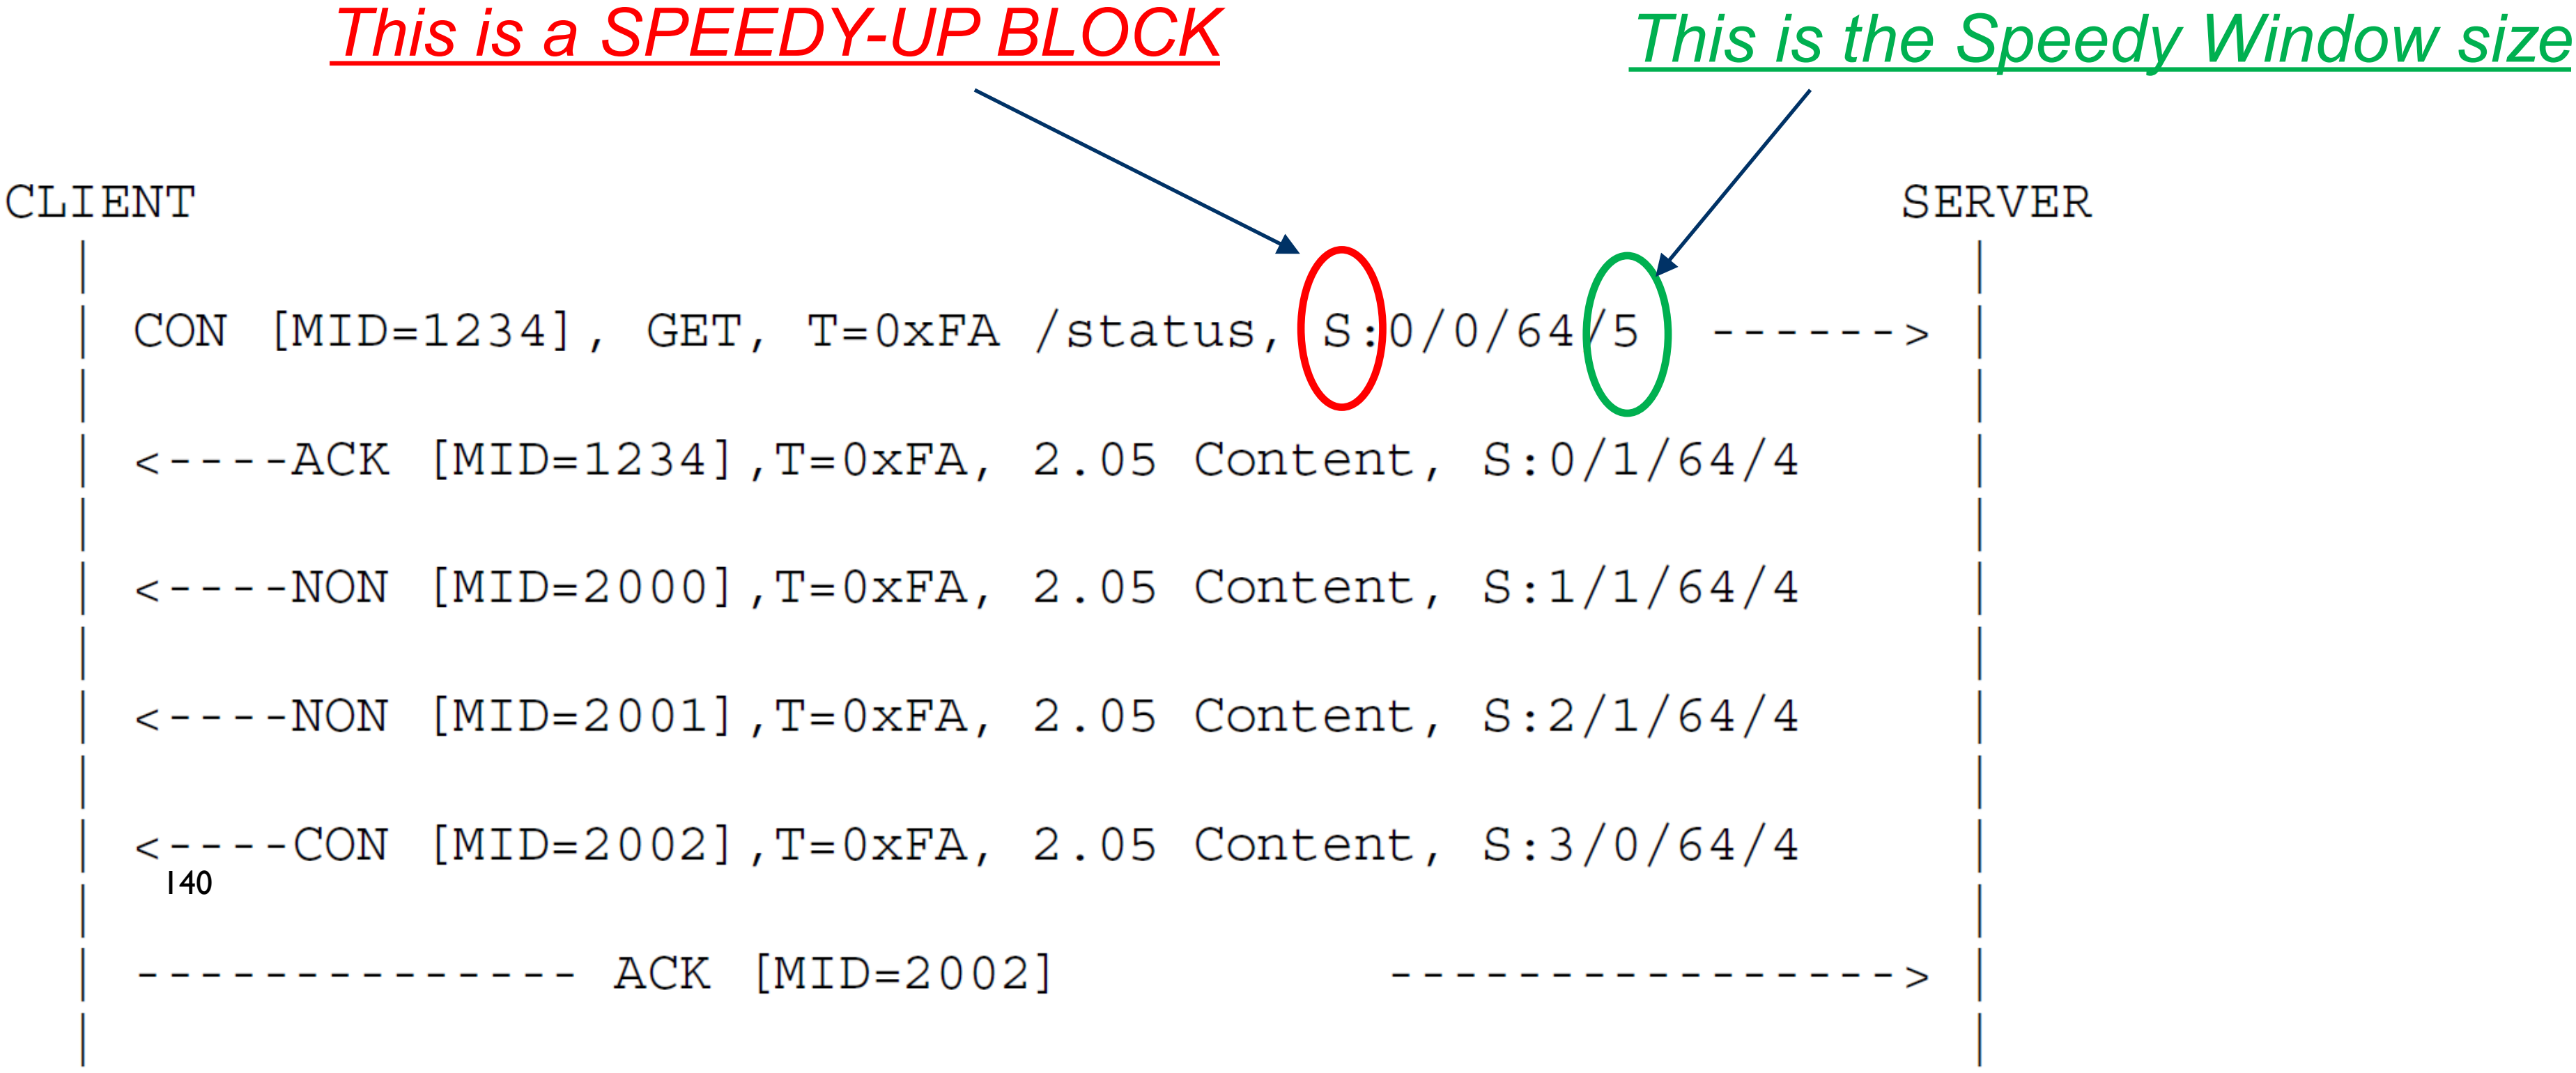 This is a SPEEDY-UP BLOCK
This is the Speedy Window size
CLIENT SERVER
| |
| CON [MID=1234], GET, T=0xFA /status, S:0/0/64/5 ------> |
| |
| <----ACK [MID=1234],T=0xFA, 2.05 Content, S:0/1/64/4 |
| |
| <----NON [MID=2000],T=0xFA, 2.05 Content, S:1/1/64/4 |
| |
| <----NON [MID=2001],T=0xFA, 2.05 Content, S:2/1/64/4 |
| |
| <----CON [MID=2002],T=0xFA, 2.05 Content, S:3/0/64/4 |
140
| |
| -------------- ACK [MID=2002] ----------------> |
| |